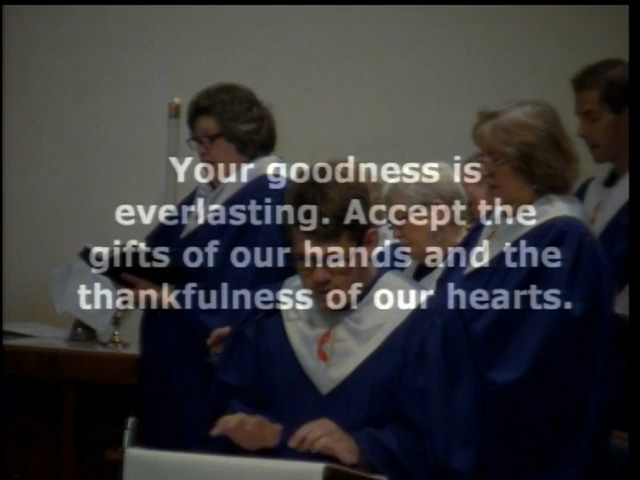 Your goodness is
everlasting. Accept the
gifts of our hands and the
thankfulness of our hearts.